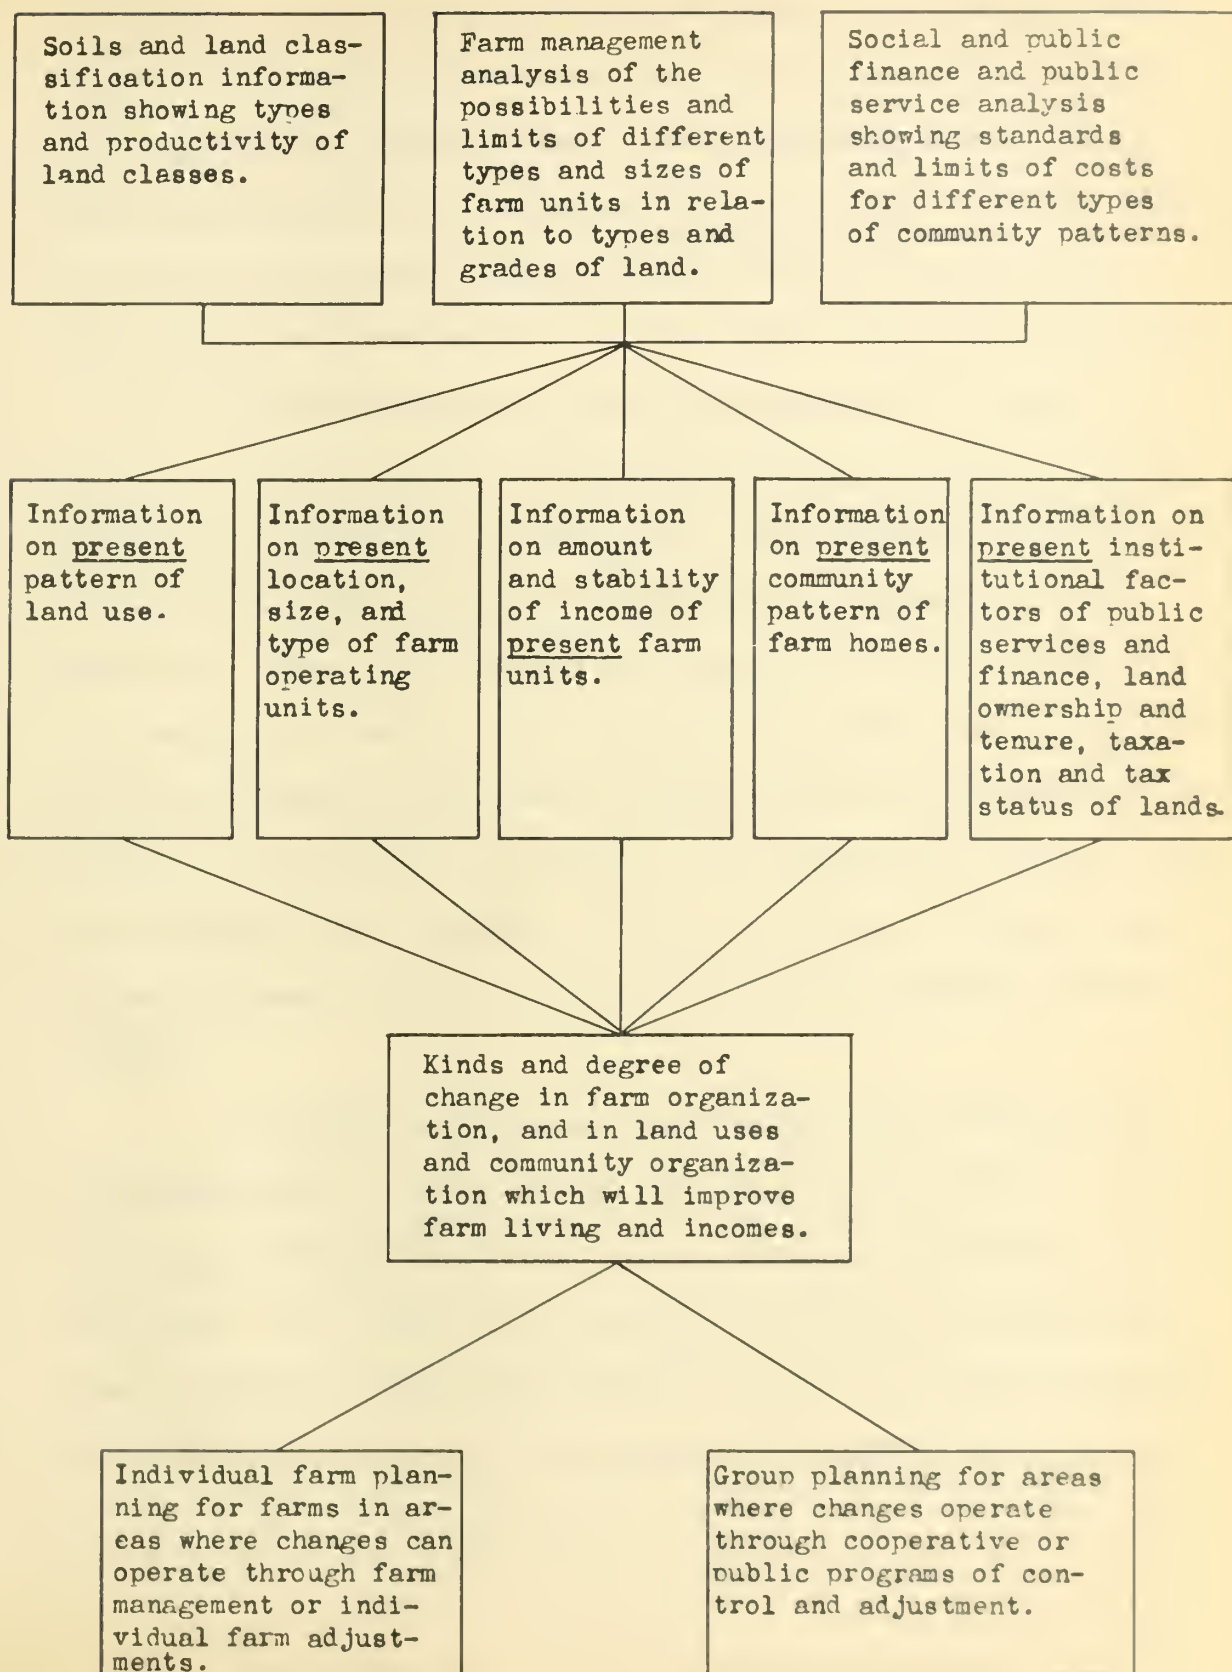 Soils and land clas-
sification informa-
tion showing types
and productivity of
land classes.
Farm management
analysis of the
possibilities and
limits of different
types and sizes of
farm units in rela-
tion to types and
grades of land.
Social and public
finance and public
service analysis
showing standards
and limits of costs
for different types
of community patterns.
Information
on present
pattern of
land use.
Information
on present
location,
size, and
type of farm
operating
units.
Information
on amount
and stability
of income of
present farm
units.
Information
on present
community
pattern of
farm homes.
Information on
present insti-
tutional fac-
tors of public
services and
finance, land
ownership and
tenure, taxa-
tion and tax
status of lands.
Kinds and degree of
change in farm organiza-
tion, and in land uses
and community organiza-
tion which will improve
farm living and incomes.
Individual farm plan-
ning for farms in ar-
eas where changes can
operate through farm
management or indi-
vidual farm adjust-
ments.
Group planning for areas
where changes operate
through cooperative or
public programs of con-
trol and adjustment.